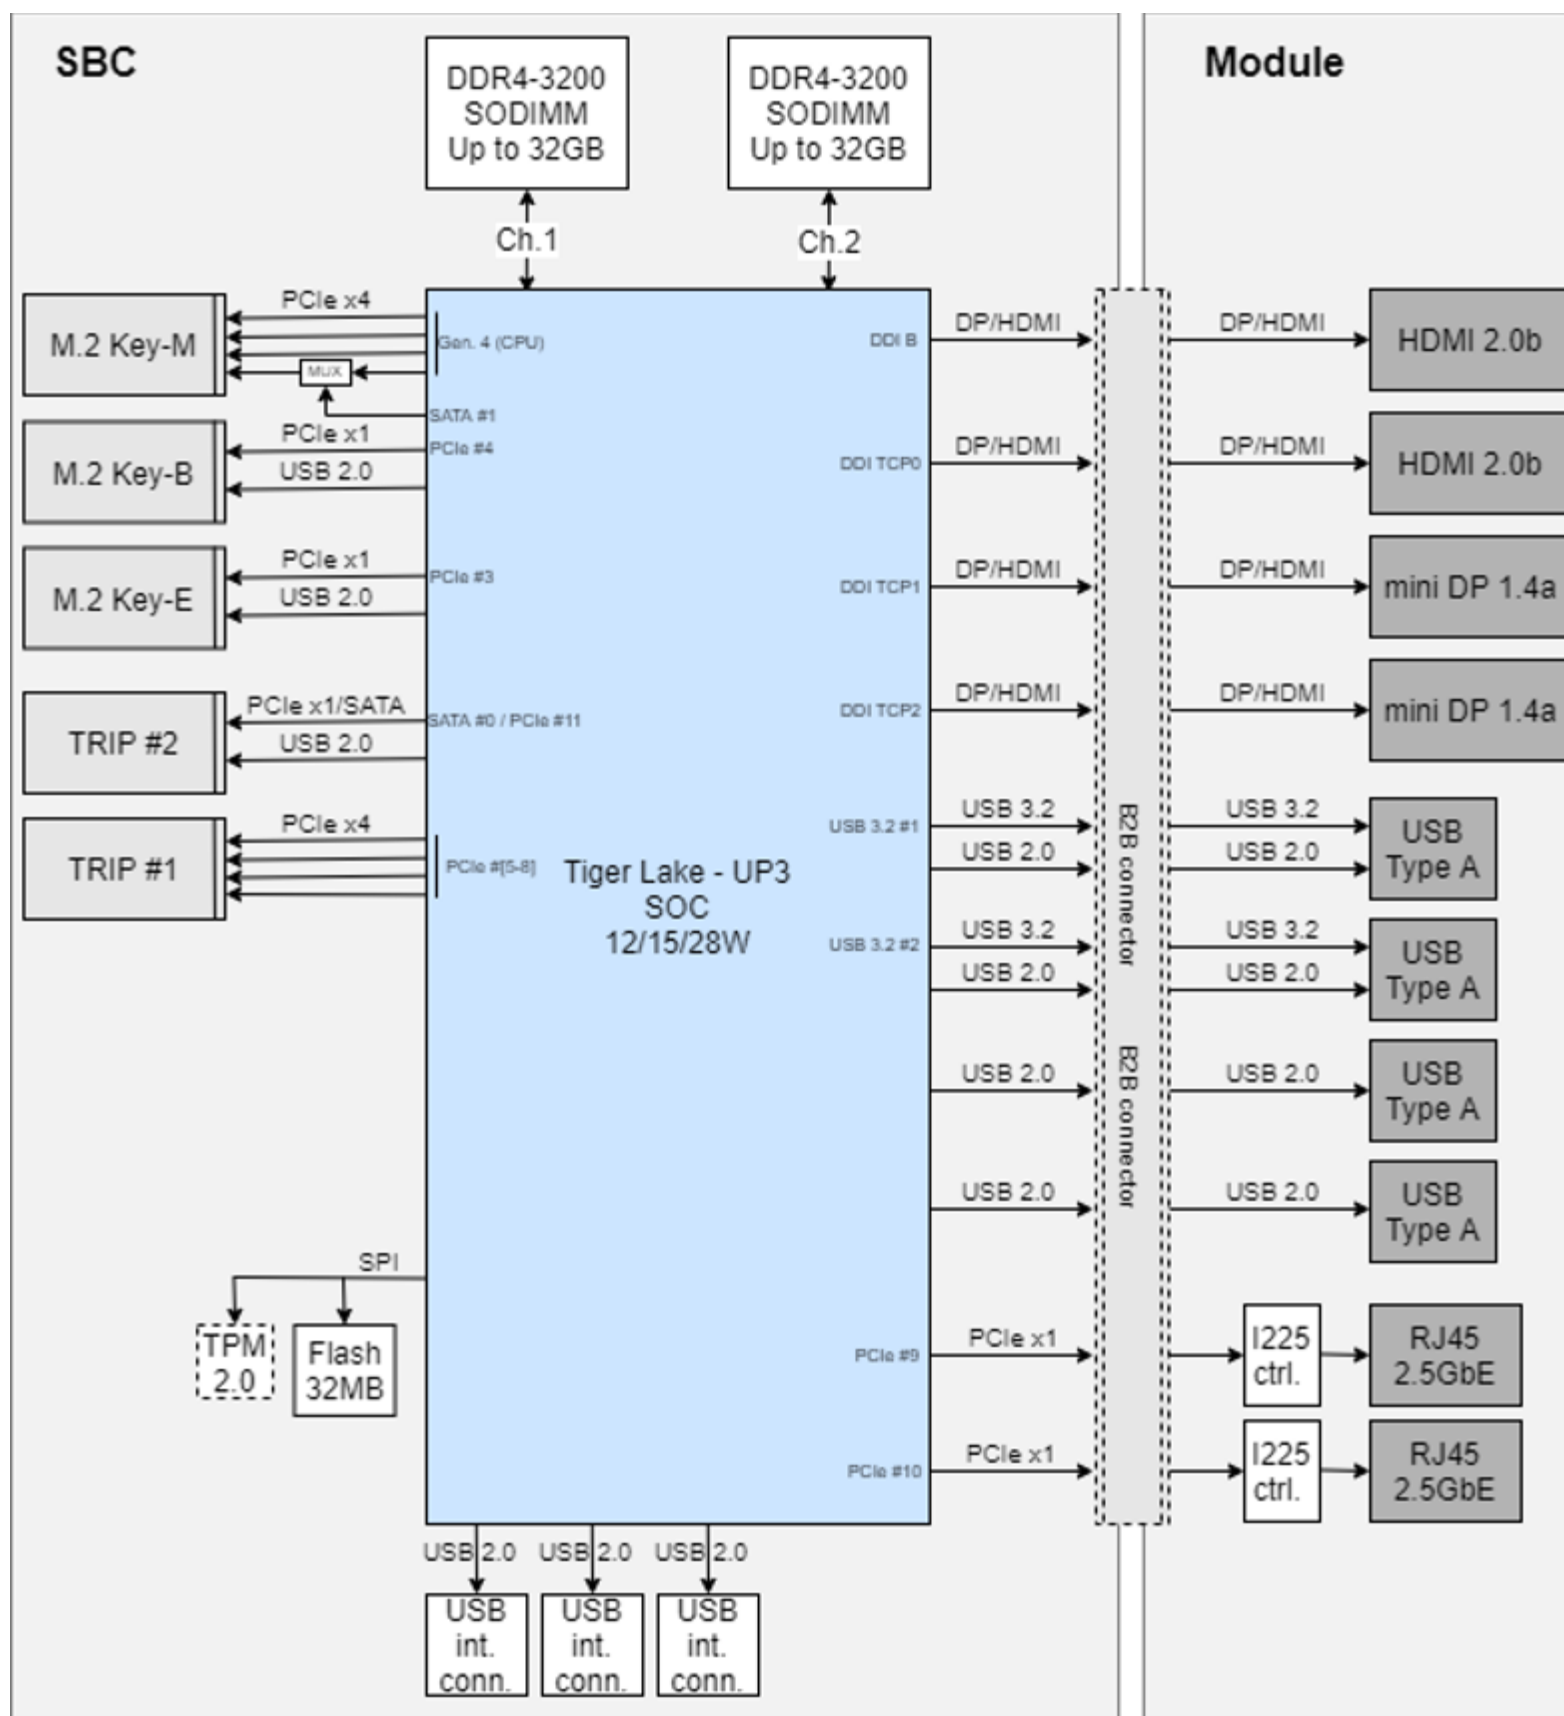 SBC
Module
DDR4-3200
SODIMM
Up to 32GB
DDR4-3200
SODIMM
Up to 32GB
Ch.1
Ch.2
M.2 Key-M
PCIe x4
Gen. 4 (CPU)
MUX
SATA #1
M.2 Key-B
PCIe x1
PCIe #4
USB 2.0
M.2 Key-E
PCIe x1
PCIe #3
USB 2.0
TRIP #2
PCIe x1/SATA
SATA #0 / PCIe #11
USB 2.0
TRIP #1
PCIe x4
PCIe #[5-8]
Tiger Lake - UP3
SOC
12/15/28W
DDI B
DP/HDMI
DP/HDMI
HDMI 2.0b
DDI TCP0
DP/HDMI
DP/HDMI
HDMI 2.0b
DDI TCP1
DP/HDMI
DP/HDMI
mini DP 1.4a
DDI TCP2
DP/HDMI
DP/HDMI
mini DP 1.4a
USB 3.2 #1
USB 3.2
USB 2.0
USB 3.2
USB 2.0
USB
Type A
USB 3.2 #2
USB 3.2
USB 2.0
USB 3.2
USB 2.0
USB
Type A
B2B connector
B2B connector
USB 2.0
USB 2.0
USB
Type A
USB 2.0
USB 2.0
USB
Type A
SPI
TPM
2.0
Flash
32MB
PCIe #9
PCIe x1
I225
ctrl.
RJ45
2.5GbE
PCIe #10
PCIe x1
I225
ctrl.
RJ45
2.5GbE
USB 2.0
USB 2.0
USB 2.0
USB
int.
conn.
USB
int.
conn.
USB
int.
conn.